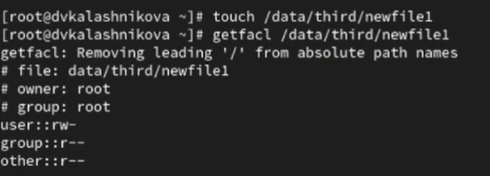 [root@dvkalashnikova ~]# touch /data/third/newfile1
[root@dvkalashnikova ~]# getfacl /data/third/newfile1
getfacl: Removing leading '/' from absolute path names
# file: data/third/newfile1
# owner: root
# group: root
user::rw-
group::r--
other::r--